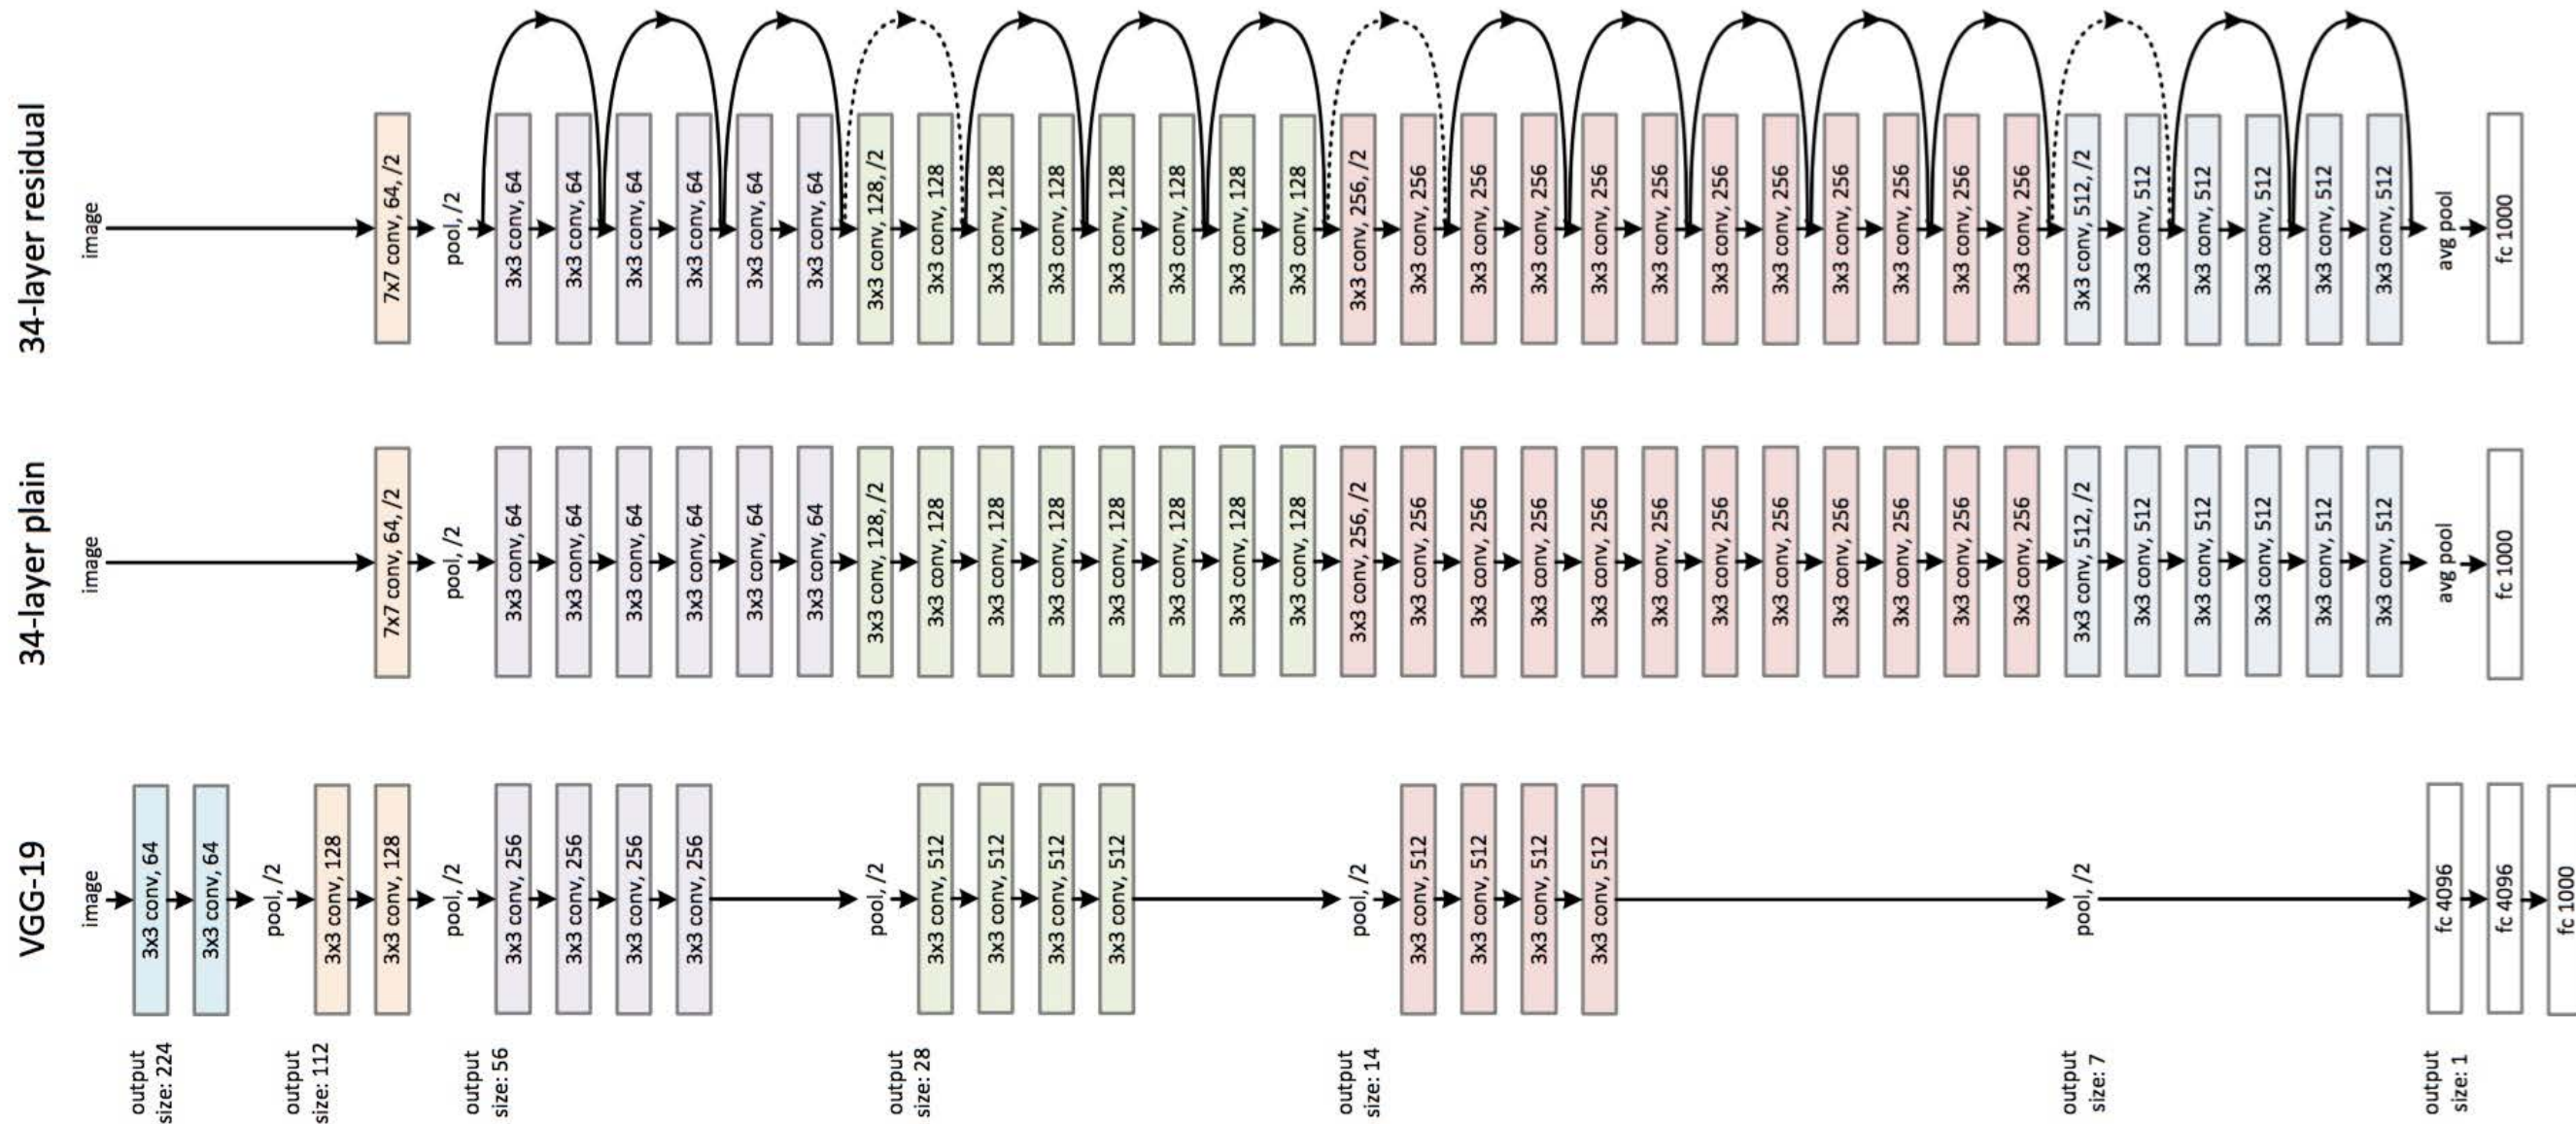 output
size: 224
output
size: 112
output
size: 56
output
size: 28
output
size: 14
output
size: 7
output
size: 1
VGG-19
image
3x3 conv, 64
3x3 conv, 64
pool, /2
3x3 conv, 128
3x3 conv, 128
pool, /2
3x3 conv, 256
3x3 conv, 256
3x3 conv, 256
3x3 conv, 256
pool, /2
3x3 conv, 512
3x3 conv, 512
3x3 conv, 512
3x3 conv, 512
pool, /2
3x3 conv, 512
3x3 conv, 512
3x3 conv, 512
3x3 conv, 512
pool, /2
fc 4096
fc 4096
fc 1000
34-layer plain
image
7x7 conv, 64, /2
pool, /2
3x3 conv, 64
3x3 conv, 64
3x3 conv, 64
3x3 conv, 64
3x3 conv, 64
3x3 conv, 64
3x3 conv, 128, /2
3x3 conv, 128
3x3 conv, 128
3x3 conv, 128
3x3 conv, 128
3x3 conv, 128
3x3 conv, 128
3x3 conv, 128
3x3 conv, 256, /2
3x3 conv, 256
3x3 conv, 256
3x3 conv, 256
3x3 conv, 256
3x3 conv, 256
3x3 conv, 256
3x3 conv, 256
3x3 conv, 256
3x3 conv, 256
3x3 conv, 256
3x3 conv, 256
3x3 conv, 512, /2
3x3 conv, 512
3x3 conv, 512
3x3 conv, 512
3x3 conv, 512
3x3 conv, 512
avg pool
fc 1000
34-layer residual
image
7x7 conv, 64, /2
pool, /2
3x3 conv, 64
3x3 conv, 64
3x3 conv, 64
3x3 conv, 64
3x3 conv, 64
3x3 conv, 64
3x3 conv, 128, /2
3x3 conv, 128
3x3 conv, 128
3x3 conv, 128
3x3 conv, 128
3x3 conv, 128
3x3 conv, 128
3x3 conv, 128
3x3 conv, 256, /2
3x3 conv, 256
3x3 conv, 256
3x3 conv, 256
3x3 conv, 256
3x3 conv, 256
3x3 conv, 256
3x3 conv, 256
3x3 conv, 256
3x3 conv, 256
3x3 conv, 256
3x3 conv, 256
3x3 conv, 512, /2
3x3 conv, 512
3x3 conv, 512
3x3 conv, 512
3x3 conv, 512
3x3 conv, 512
avg pool
fc 1000